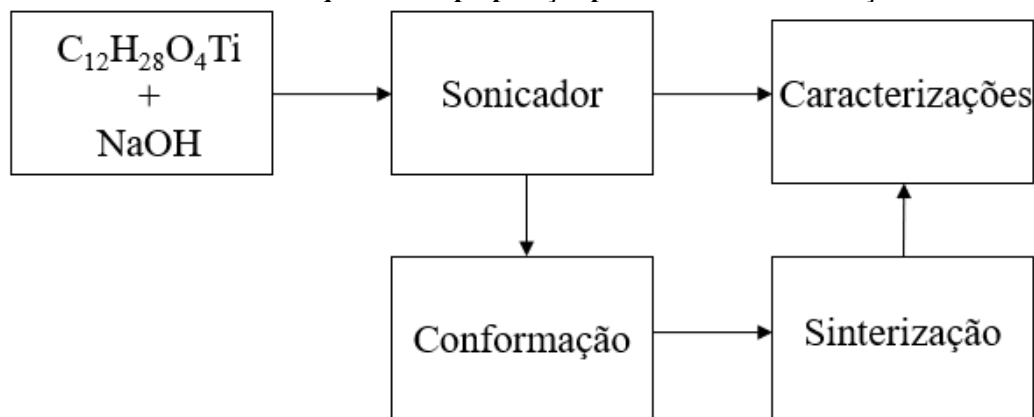 C₁₂H₂₈O₄Ti
+
NaOH
Sonicador
Caracterizações
Conformação
Sinterização